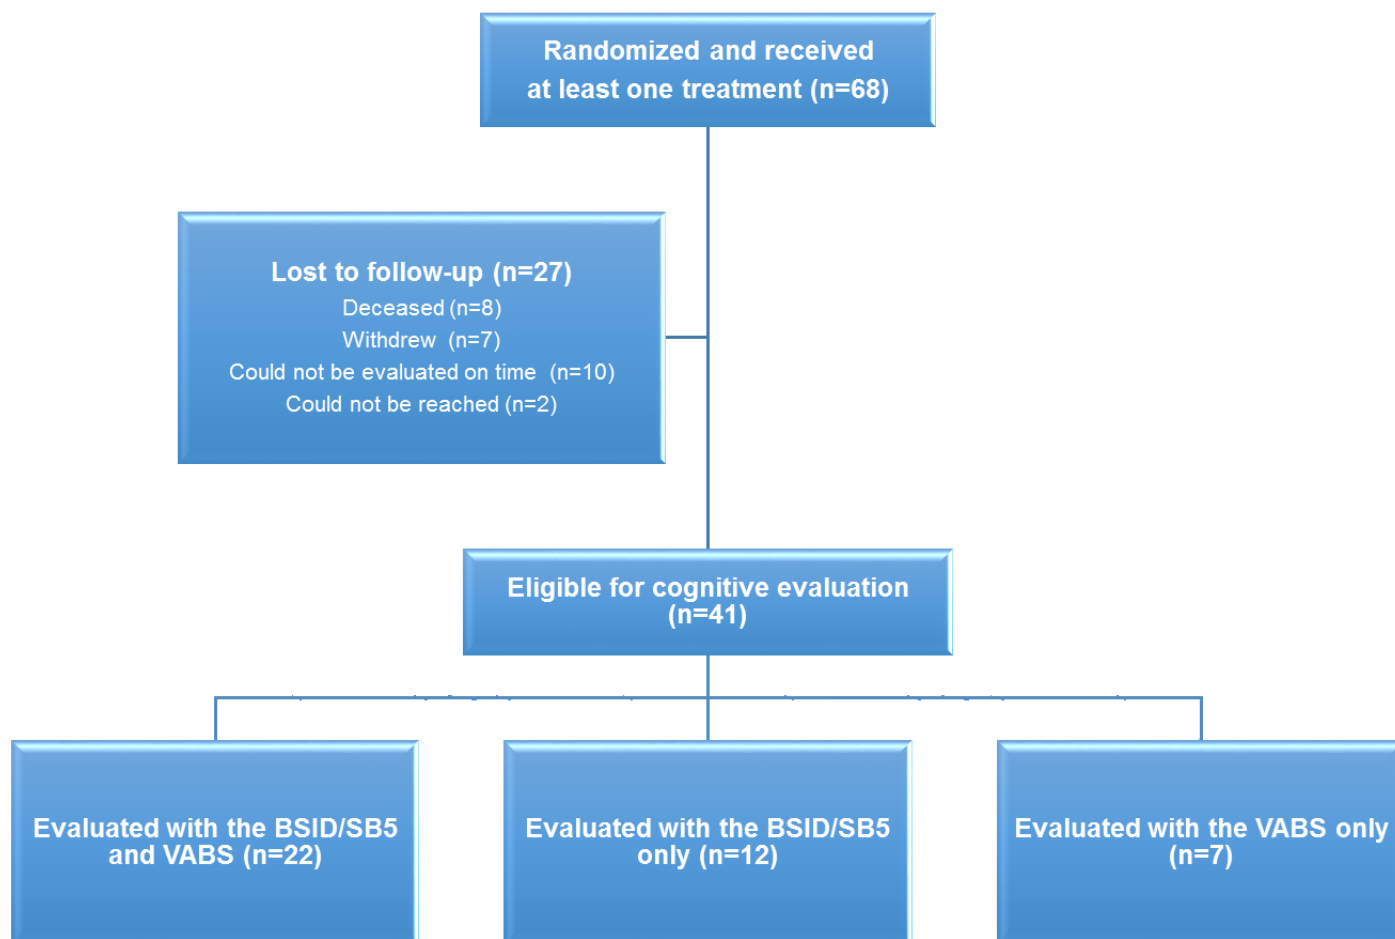 Randomized and received
at least one treatment (n=68)
Lost to follow-up (n=27)
Deceased (n=8)
Withdrew (n=7)
Could not be evaluated on time (n=10)
Could not be reached (n=2)
Eligible for cognitive evaluation
(n=41)
Evaluated with the BSID/SB5
and VABS (n=22)
Evaluated with the BSID/SB5
only (n=12)
Evaluated with the VABS only
(n=7)